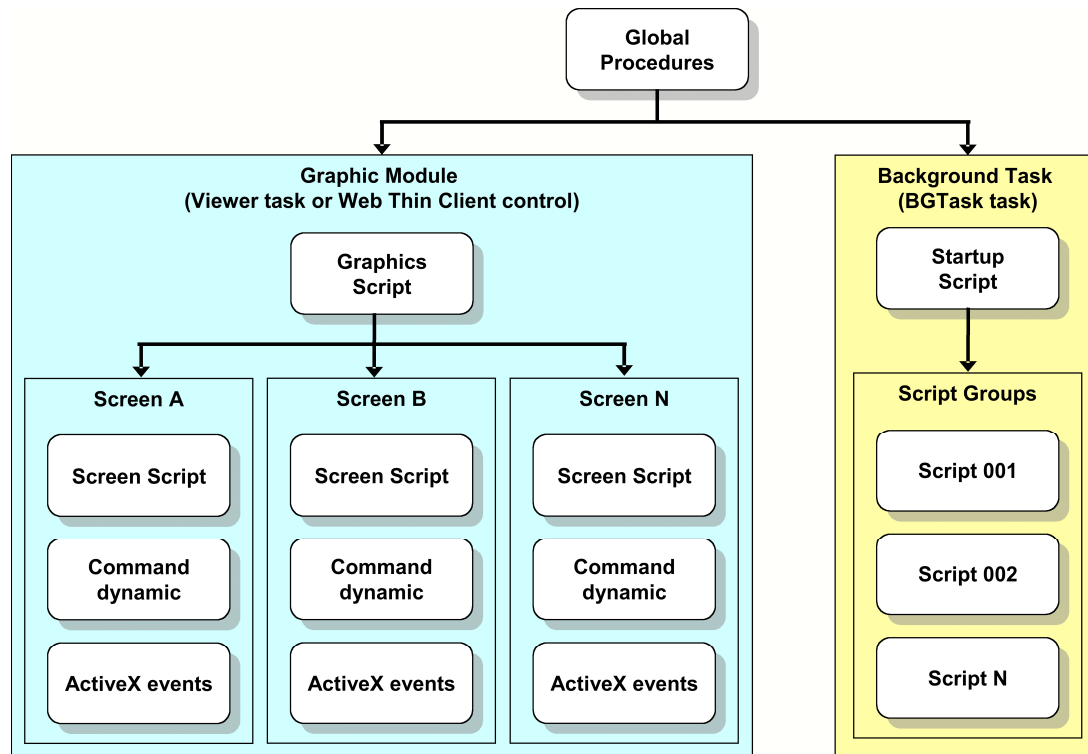 Global
Procedures
Graphic Module
(Viewer task or Web Thin Client control)
Graphics
Script
Screen A
Screen Script
Command
dynamic
ActiveX events
Screen B
Screen Script
Command
dynamic
ActiveX events
Screen N
Screen Script
Command
dynamic
ActiveX events
Background Task
(BGTask task)
Startup
Script
Script Groups
Script 001
Script 002
Script N